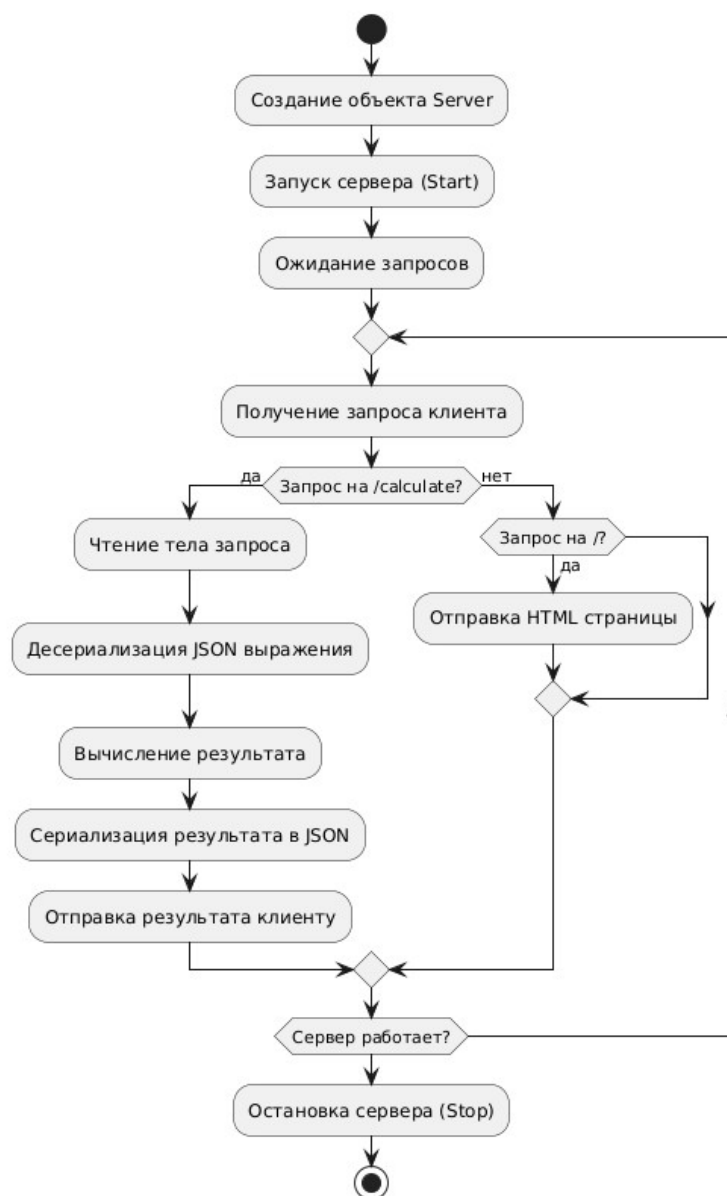 Создание объекта Server
Запуск сервера (Start)
Ожидание запросов
Получение запроса клиента
да
Запрос на /calculate?
нет
Чтение тела запроса
Запрос на /?
да
Отправка HTML страницы
Десериализация JSON выражения
Вычисление результата
Сериализация результата в JSON
Отправка результата клиенту
Сервер работает?
Остановка сервера (Stop)